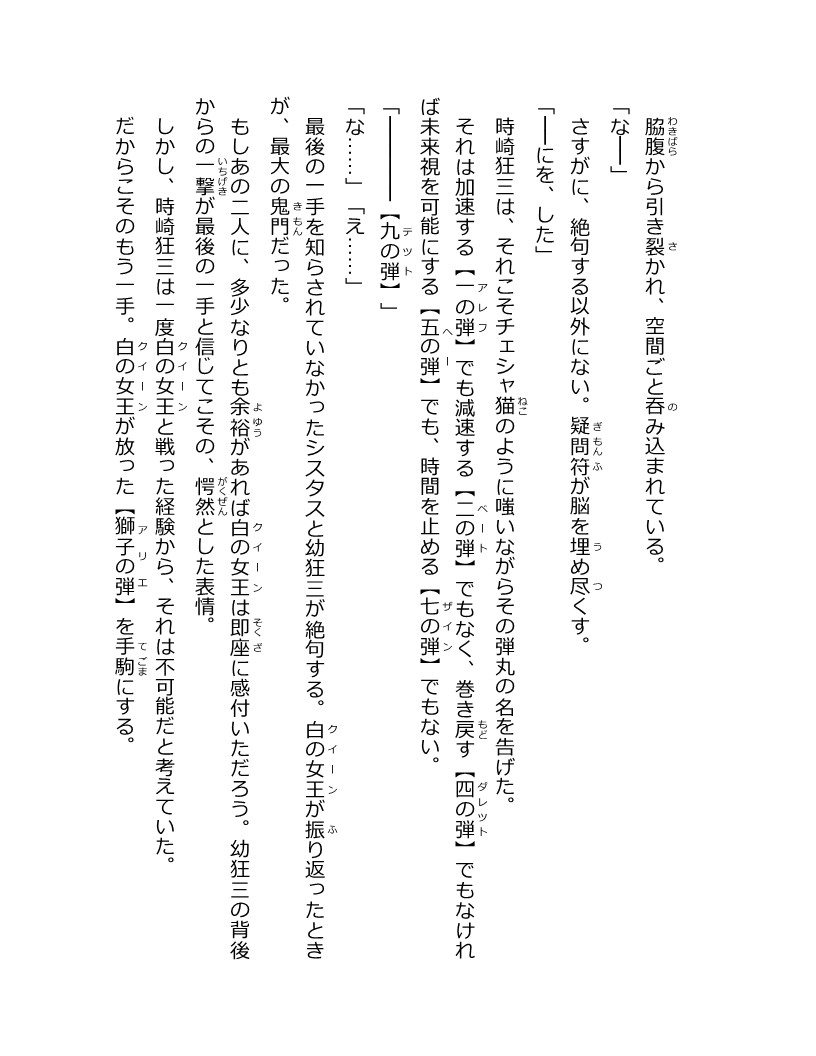 脇腹から引き裂かれ、空間ごと呑み込まれている。
「な――」
さすがに、絶句する以外にない。疑問符が脳を埋め尽くす。
「――にを、した」
時崎狂三は、それこそチェシャ猫のように嗤いながらその弾丸の名を告げた。
それは加速する【一の弾】でも減速する【二の弾】でもなく、巻き戻す【四の弾】でもなけれ
ば未来視を可能にする【五の弾】でも、時間を止める【七の弾】でもない。
「――――【九の弾】」
「な……」「え……」
最後の一手を知らされていなかったシスタスと幼狂三が絶句する。白の女王が振り返ったとき
が、最大の鬼門だった。
もしあの二人に、多少なりとも余裕があれば白の女王は即座に感付いただろう。幼狂三の背後
からの一撃が最後の一手と信じてこその、愕然とした表情。
しかし、時崎狂三は一度白の女王と戦った経験から、それは不可能だと考えていた。
だからこそのもう一手。白の女王が放った【獅子の弾】を手駒にする。